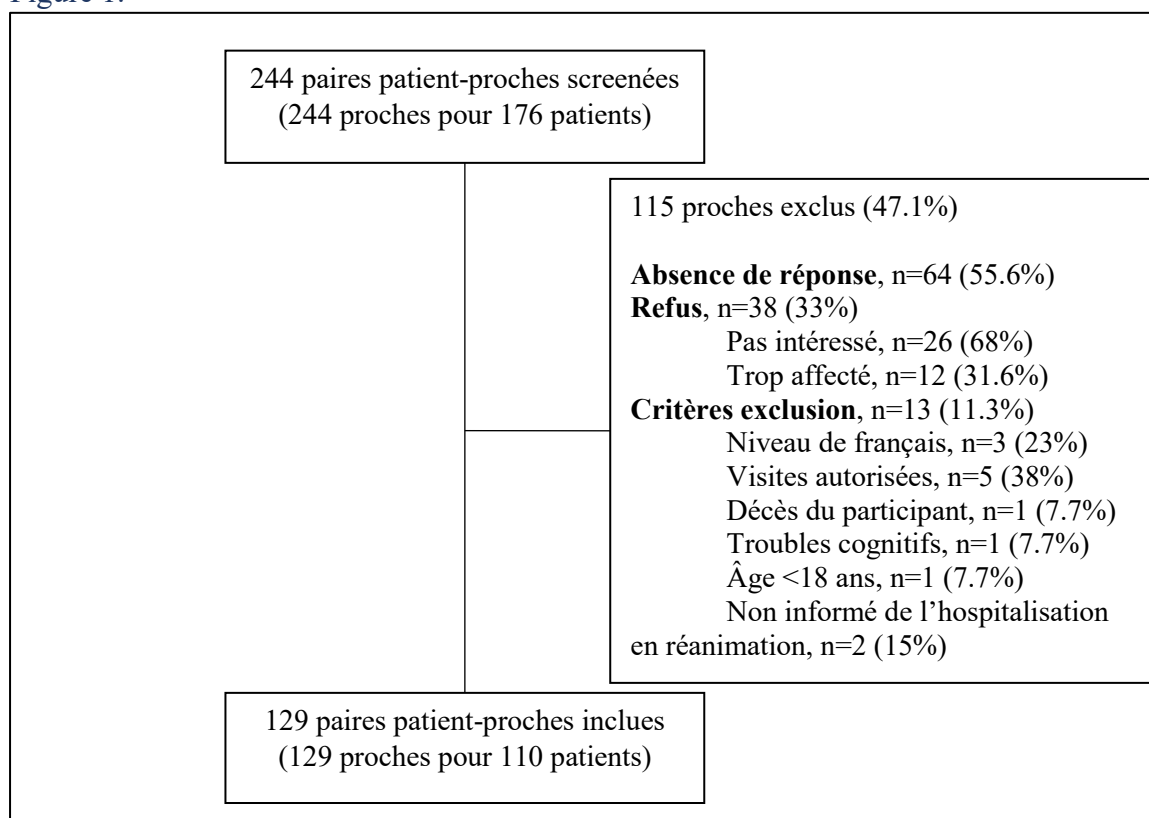 Figure 1.
244 paires patient-proches screenées
(244 proches pour 176 patients)
115 proches exclus (47.1%)
Absence de réponse, n=64 (55.6%)
Refus, n=38 (33%)
Pas intéressé, n=26 (68%)
Trop affecté, n=12 (31.6%)
Critères exclusion, n=13 (11.3%)
Niveau de français, n=3 (23%)
Visites autorisées, n=5 (38%)
Décès du participant, n=1 (7.7%)
Troubles cognitifs, n=1 (7.7%)
Âge <18 ans, n=1 (7.7%)
Non informé de l’hospitalisation
en réanimation, n=2 (15%)
129 paires patient-proches inclues
(129 proches pour 110 patients)